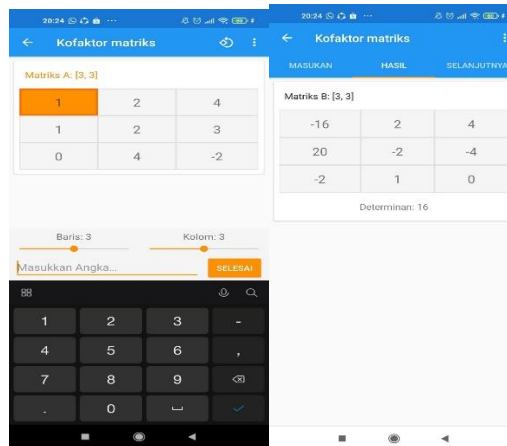 20:24
Kofaktor matriks
Matriks A: [3, 3]
1 2 4
1 2 3
0 4 -2
Baris: 3 Kolom: 3
Masukkan Angka...
SELESAI
1 2 3 -
4 5 6 ,
7 8 9
. 0
20:24
Kofaktor matriks
MASUKAN HASIL SELANJUTNYA
Matriks B: [3, 3]
-16 2 4
20 -2 -4
-2 1 0
Determinan: 16